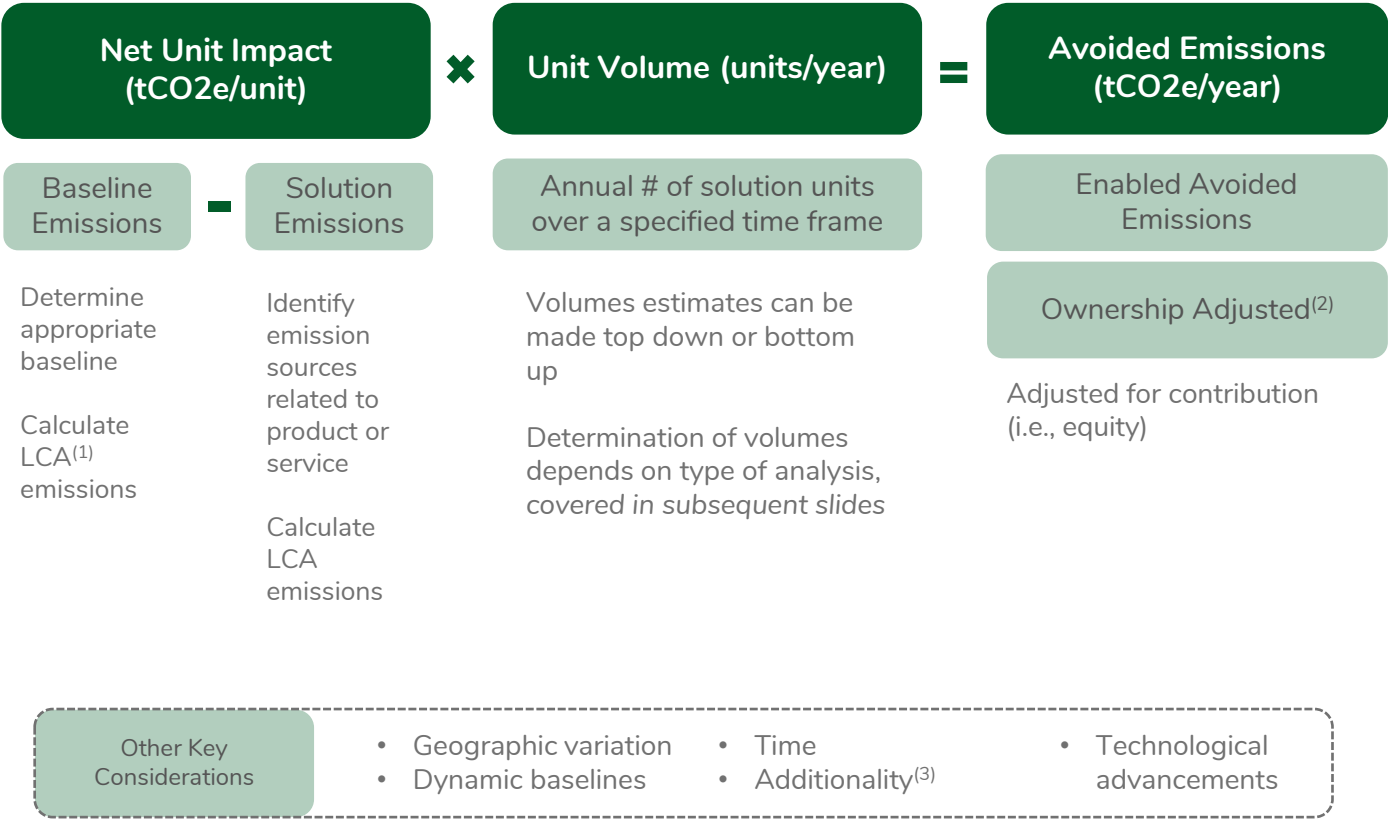 Net Unit Impact
(tCO2e/unit)
×
Unit Volume (units/year)
=
Avoided Emissions
(tCO2e/year)
Baseline
Emissions
-
Solution
Emissions
Annual # of solution units
over a specified time frame
Enabled Avoided
Emissions
Ownership Adjusted(2)
Determine
appropriate
baseline
Calculate
LCA(1)
emissions
Identify
emission
sources
related to
product or
service
Calculate
LCA
emissions
Volumes estimates can be
made top down or bottom
up
Determination of volumes
depends on type of analysis,
covered in subsequent slides
Adjusted for contribution
(i.e., equity)
Other Key
Considerations
• Geographic variation
• Dynamic baselines
• Time
• Additionality(3)
• Technological
advancements